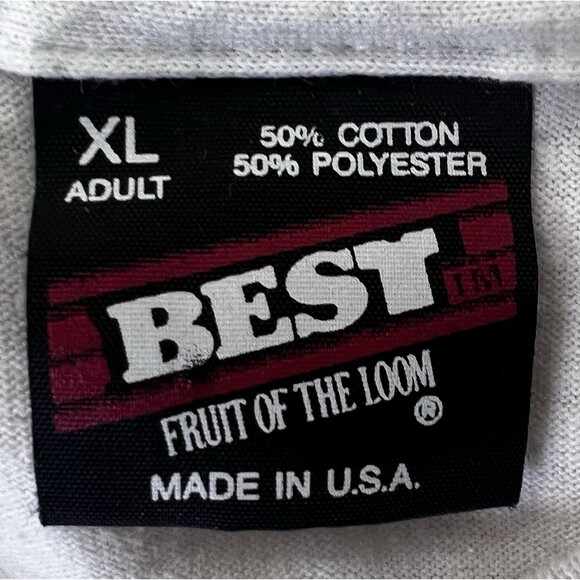 XL
ADULT
50% COTTON
50% POLYESTER
BEST TM
FRUIT OF THE LOOM ®
MADE IN U.S.A.